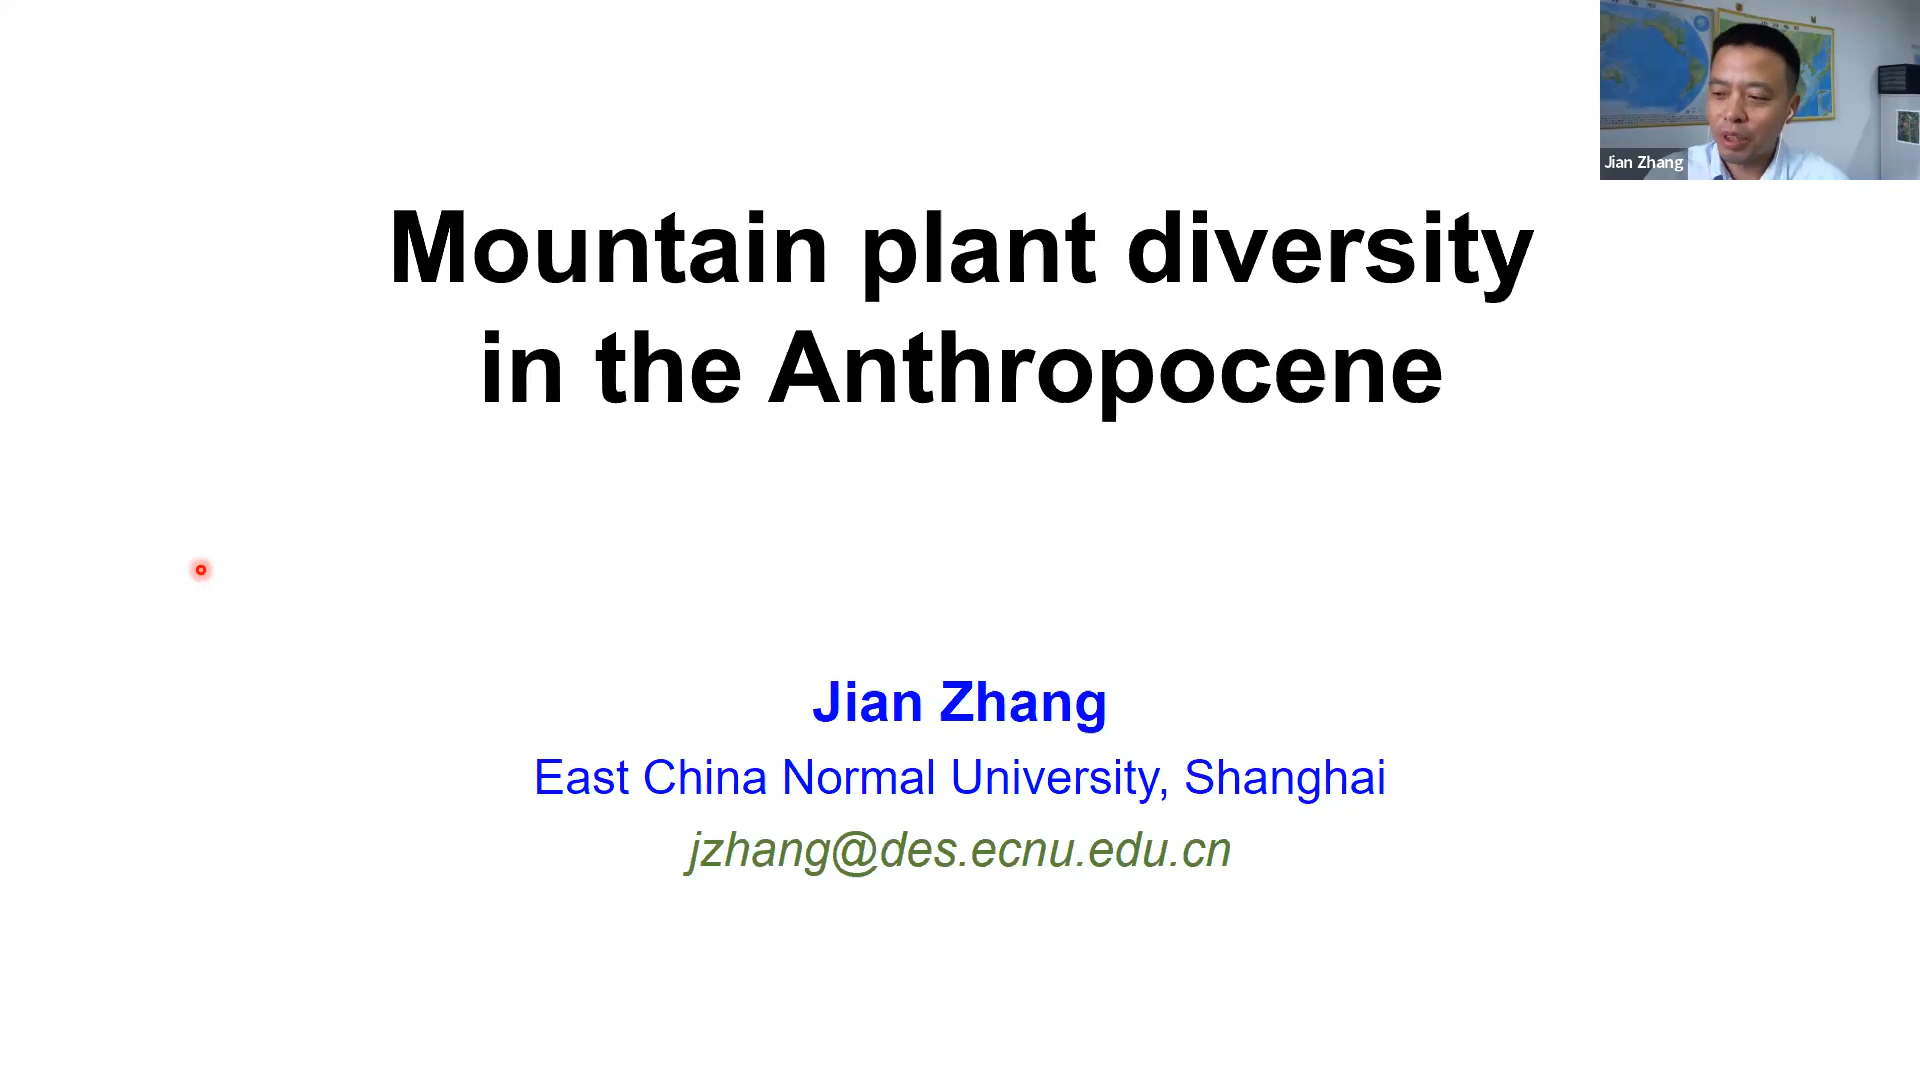 Mountain plant diversity
in the Anthropocene
Jian Zhang
East China Normal University, Shanghai
jzhang@des.ecnu.edu.cn
Jian Zhang